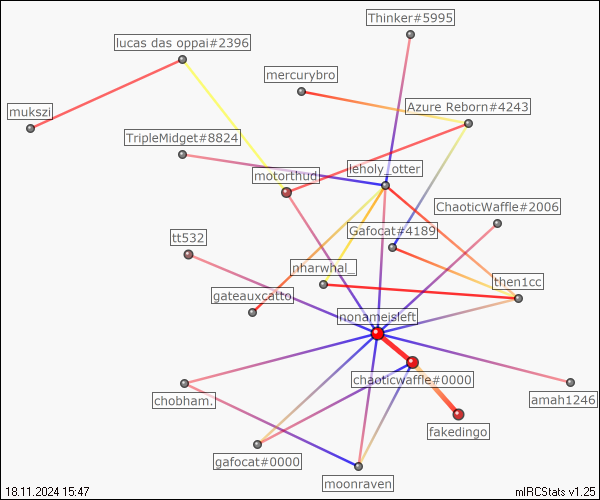 Thinker#5995
lucas das oppai#2396
mercurybro
Azure Reborn#4243
mukszi
TripleMidget#8824
leholy_otter
motorthud
ChaoticWaffle#2006
Gafocat#4189
tt532
nharwhal_
then1cc
gateauxcatto
nonameisleft
chaoticwaffle#0000
chobham.
amah1246
fakedingo
gafocat#0000
moonraven
18.11.2024 15:47
mIRCStats v1.25